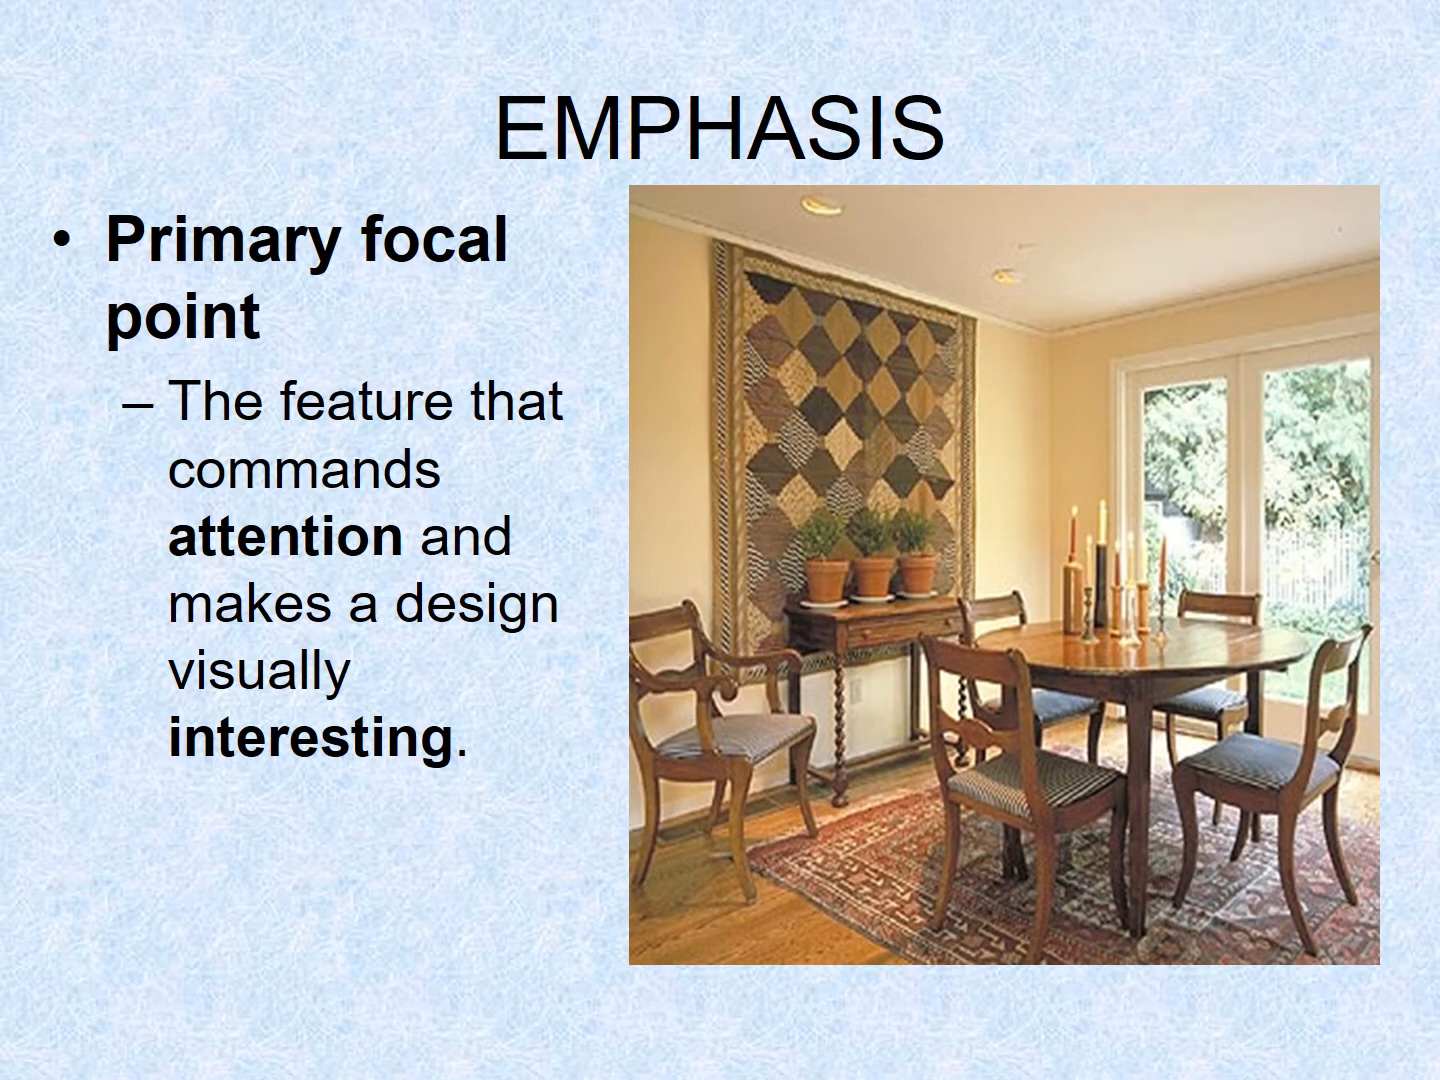 EMPHASIS
• Primary focal
point
– The feature that
commands
attention and
makes a design
visually
interesting.